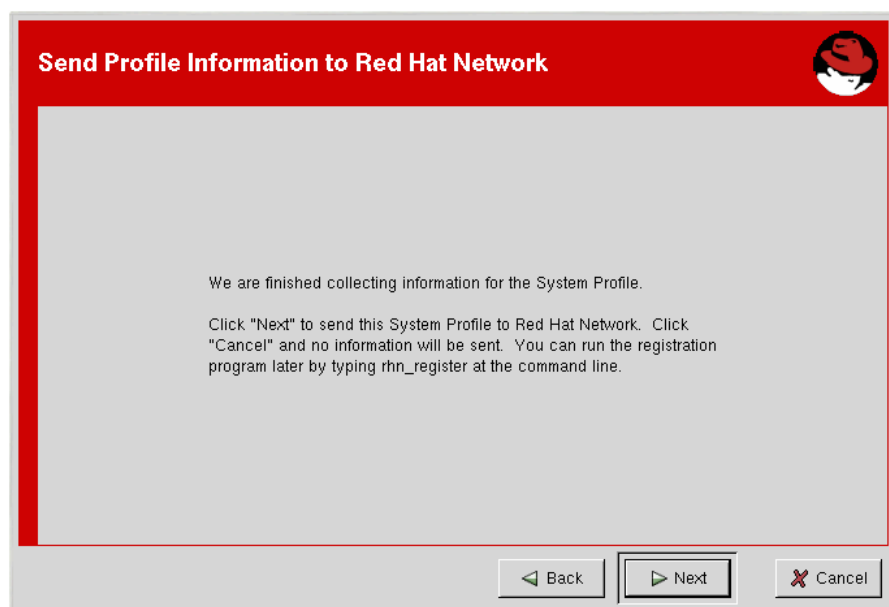 Send Profile Information to Red Hat Network
We are finished collecting information for the System Profile.
Click "Next" to send this System Profile to Red Hat Network.  Click
"Cancel" and no information will be sent.  You can run the registration
program later by typing rhn_register at the command line.
Back
Next
Cancel